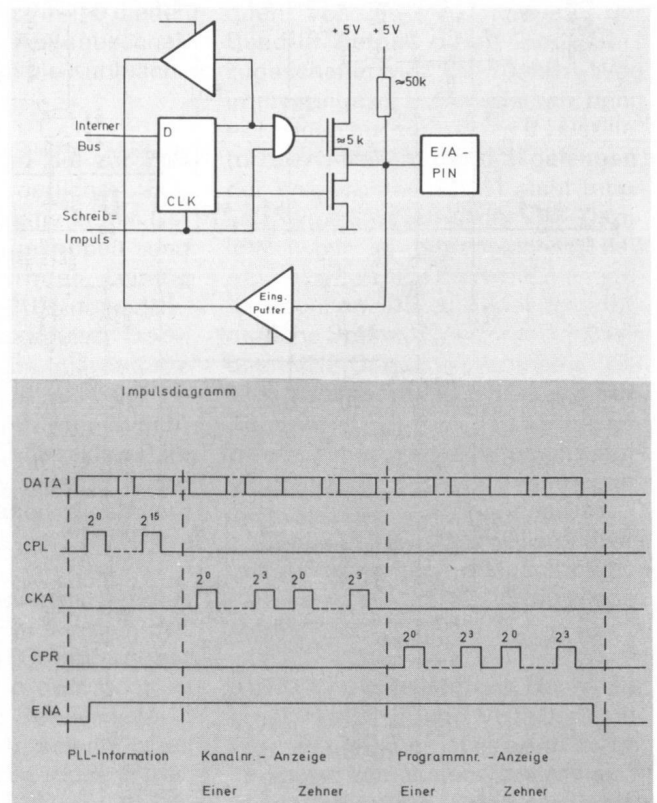 +5V +5V
≈50k
Interner
Bus
D
≈5k
E/A-
PIN
CLK
Schreib=
Impuls
Eing.
Puffer
Impulsdiagramm
DATA
2⁰ 2¹⁵
CPL
2⁰ 2³ 2⁰ 2³
CKA
2⁰ 2³ 2⁰ 2³
CPR
ENA
PLL-Information Kanalnr.-Anzeige Programmnr.-Anzeige
Einer Zehner Einer Zehner